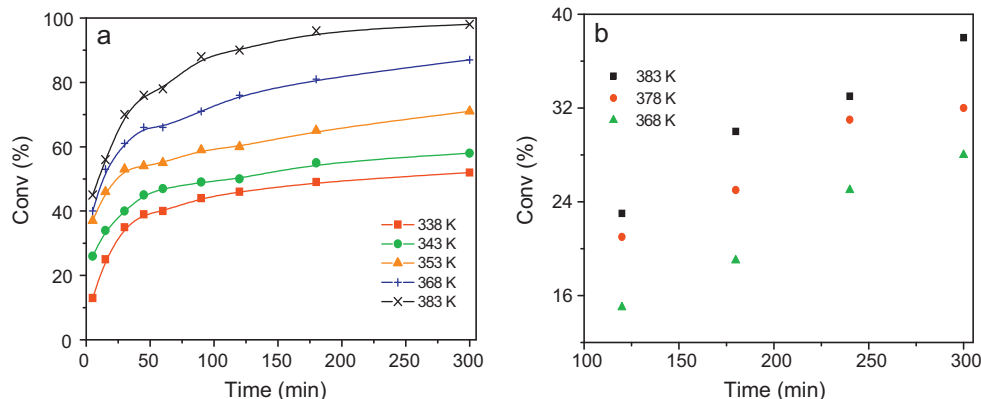 a
100
80
60
40
20
0
Conv (%)
338 K
343 K
353 K
368 K
383 K
0 50 100 150 200 250 300
Time (min)
b
40
32
24
16
Conv (%)
383 K
378 K
368 K
100 150 200 250 300
Time (min)